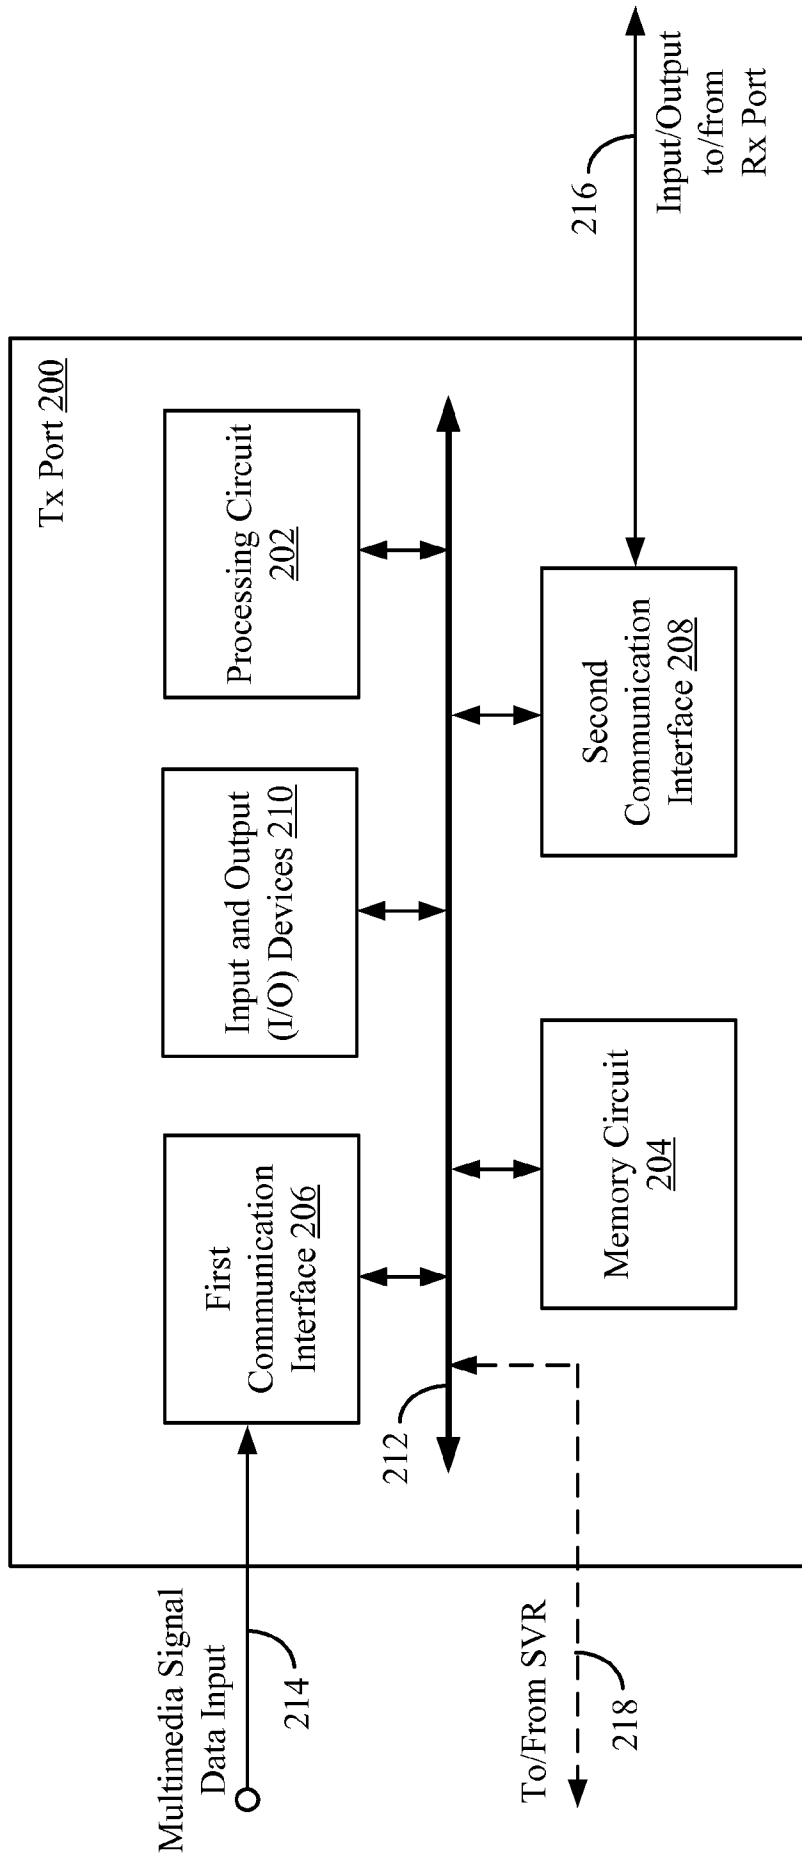 Tx Port 200
Multimedia Signal
Data Input
214
First
Communication
Interface 206
Input and Output
(I/O) Devices 210
Processing Circuit
202
212
To/From SVR
218
Memory Circuit
204
Second
Communication
Interface 208
216
Input/Output
to/from
Rx Port